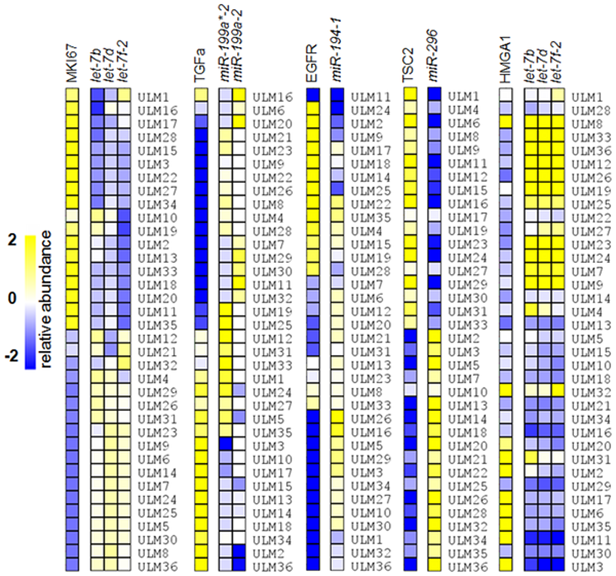 MKI67
let-7b
let-7d
let-7f-2
ULM1
ULM16
ULM17
ULM28
ULM15
ULM3
ULM22
ULM27
ULM34
ULM10
ULM19
ULM2
ULM13
ULM33
ULM18
ULM20
ULM11
ULM35
ULM12
ULM21
ULM32
ULM4
ULM29
ULM26
ULM31
ULM23
ULM9
ULM6
ULM14
ULM7
ULM24
ULM25
ULM5
ULM30
ULM8
ULM36
2
0
-2
relative abundance
TGFa
miR-199a*-2
miR-199a-2
ULM16
ULM6
ULM20
ULM21
ULM23
ULM9
ULM22
ULM26
ULM8
ULM4
ULM28
ULM7
ULM29
ULM30
ULM11
ULM32
ULM19
ULM25
ULM12
ULM31
ULM33
ULM1
ULM24
ULM27
ULM5
ULM35
ULM3
ULM10
ULM17
ULM15
ULM13
ULM14
ULM18
ULM34
ULM2
ULM36
EGFR
miR-194-1
ULM11
ULM24
ULM2
ULM9
ULM17
ULM18
ULM14
ULM25
ULM22
ULM35
ULM4
ULM15
ULM19
ULM28
ULM7
ULM6
ULM12
ULM20
ULM21
ULM31
ULM13
ULM23
ULM8
ULM33
ULM26
ULM16
ULM5
ULM29
ULM3
ULM34
ULM27
ULM10
ULM30
ULM1
ULM32
ULM36
TSC2
miR-296
ULM1
ULM4
ULM6
ULM8
ULM9
ULM11
ULM12
ULM15
ULM16
ULM17
ULM19
ULM23
ULM24
ULM27
ULM29
ULM30
ULM31
ULM33
ULM2
ULM3
ULM5
ULM7
ULM10
ULM13
ULM14
ULM18
ULM20
ULM21
ULM22
ULM25
ULM26
ULM28
ULM32
ULM34
ULM35
ULM36
HMGA1
let-7b
let-7d
let-7f-2
ULM1
ULM28
ULM8
ULM33
ULM36
ULM12
ULM26
ULM19
ULM25
ULM22
ULM27
ULM23
ULM24
ULM7
ULM9
ULM14
ULM4
ULM13
ULM5
ULM15
ULM10
ULM18
ULM32
ULM21
ULM34
ULM16
ULM20
ULM31
ULM2
ULM29
ULM17
ULM6
ULM35
ULM11
ULM30
ULM3